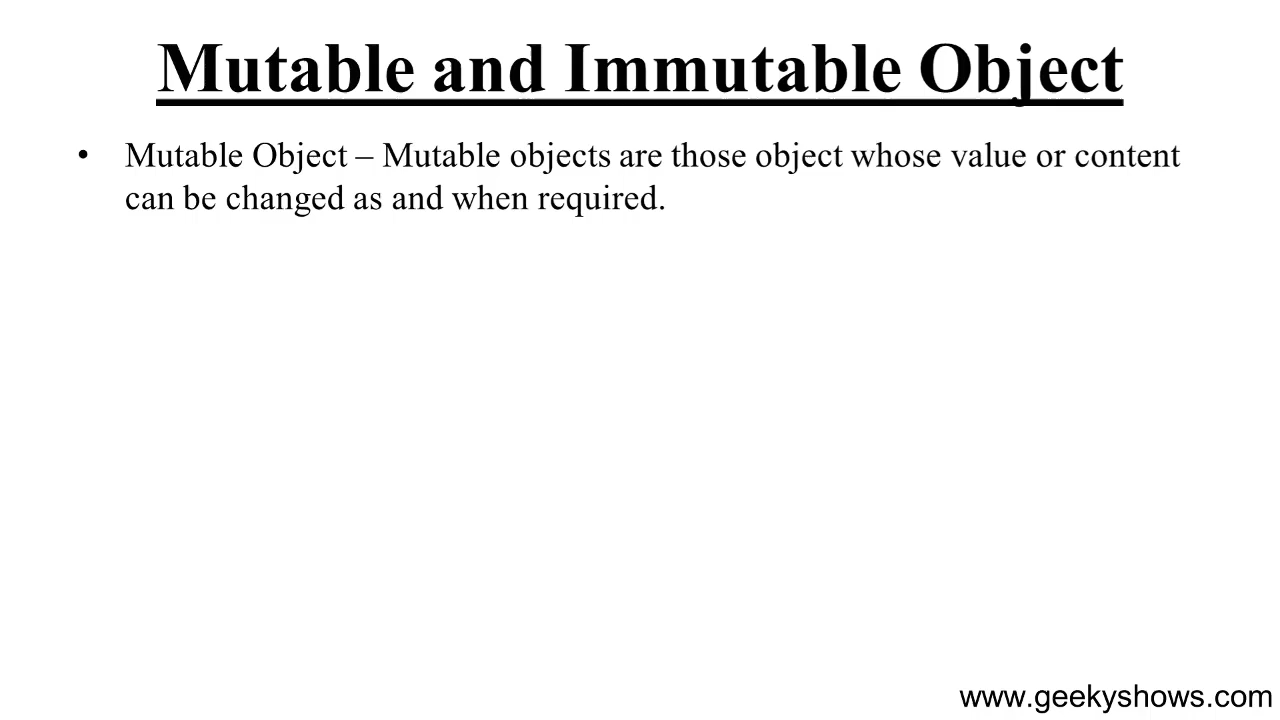 Mutable and Immutable Object
• Mutable Object – Mutable objects are those object whose value or content
can be changed as and when required.
www.geekyshows.com